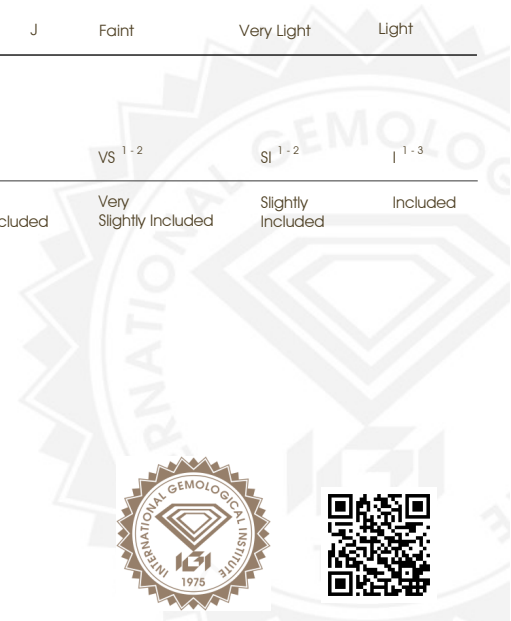 J Faint Very Light Light
VS 1 - 2 SI 1 - 2 I 1 - 3
Very Slightly Included
cluded Slightly Included Included
INTERNATIONAL GEMOLOGICAL INSTITUTE
IGI
1975